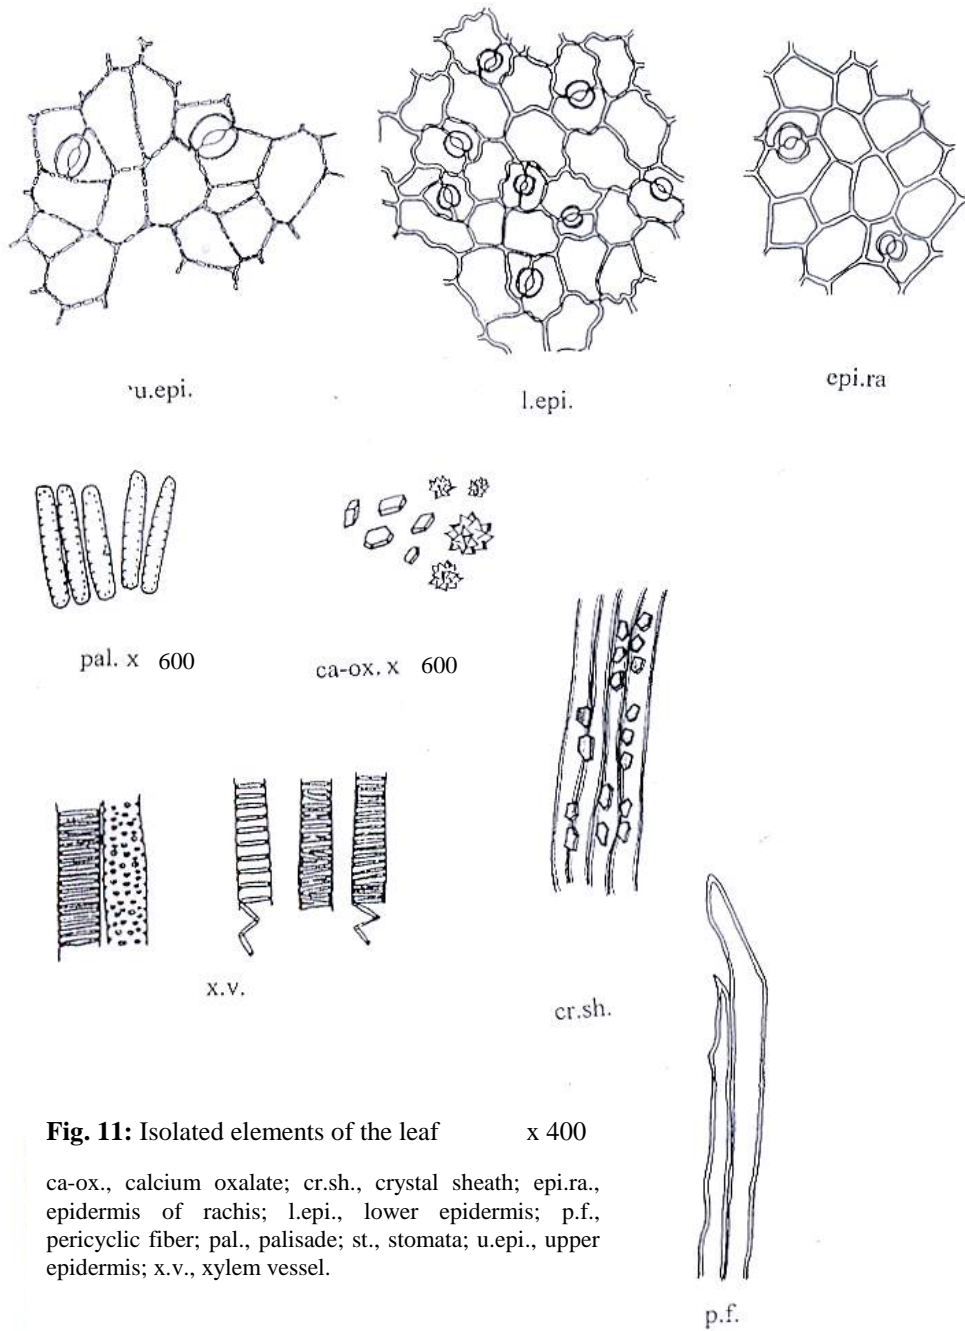 u.epi.
l.epi.
epi.ra
pal. x 600
ca-ox. x 600
x.v.
cr.sh.
p.f.
Fig. 11: Isolated elements of the leaf x 400
ca-ox., calcium oxalate; cr.sh., crystal sheath; epi.ra.,
epidermis of rachis; l.epi., lower epidermis; p.f.,
pericyclic fiber; pal., palisade; st., stomata; u.epi., upper
epidermis; x.v., xylem vessel.